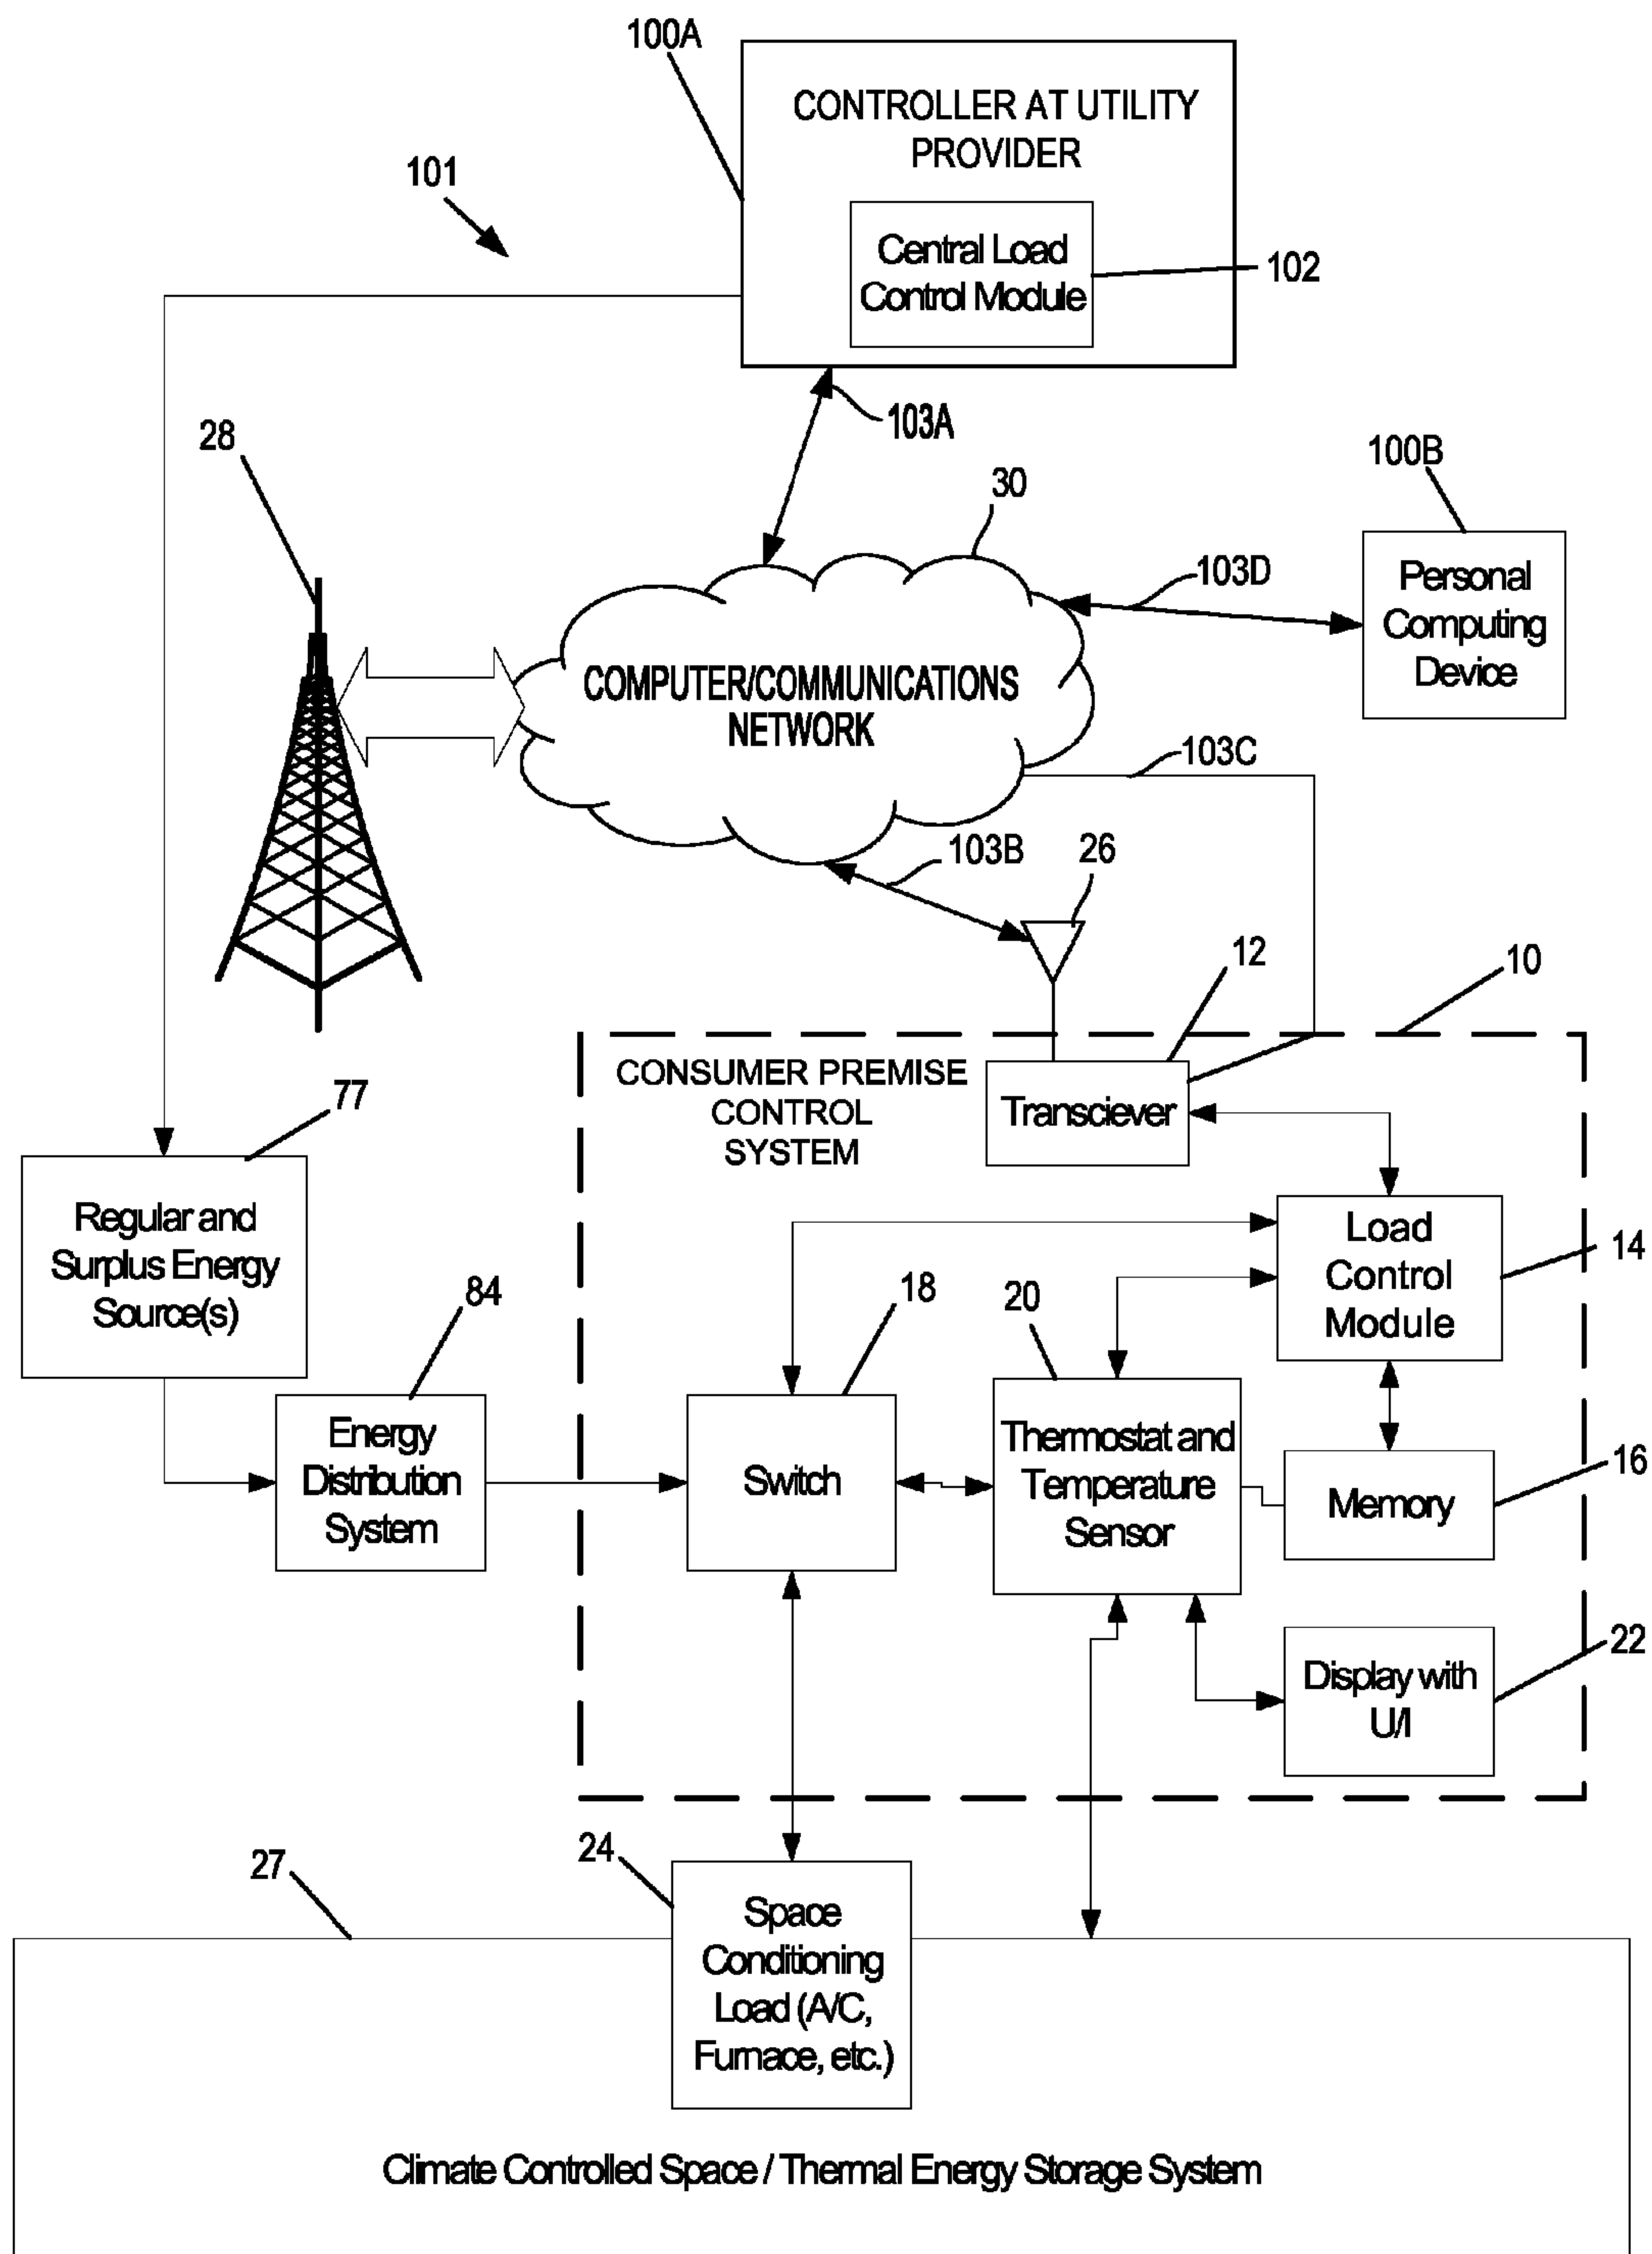 100A
CONTROLLER AT UTILITY
PROVIDER
101
Central Load
Control Module
102
103A
28
30
100B
103D
Personal
Computing
Device
COMPUTER/COMMUNICATIONS
NETWORK
103C
103B
26
12
10
CONSUMER PREMISE
CONTROL
SYSTEM
Transciever
77
Regular and
Surplus Energy
Source(s)
Load
Control
Module
14
84
18
20
Energy
Distribution
System
Switch
Thermostat and
Temperature
Sensor
16
Memory
22
Display with
U/I
24
27
Space
Conditioning
Load (A/C,
Furnace, etc.)
Climate Controlled Space / Thermal Energy Storage System